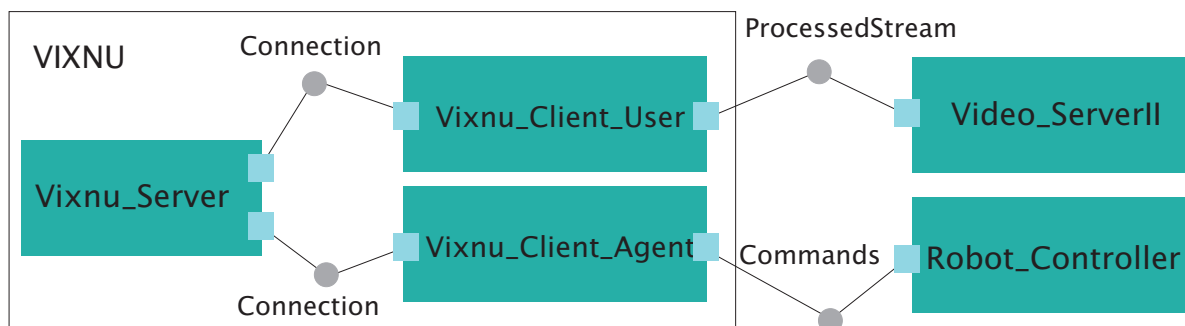 ProcessedStream
Connection
VIXNU
Vixnu_Client_User
Video_ServerII
Vixnu_Server
Vixnu_Client_Agent
Commands
Robot_Controller
Connection